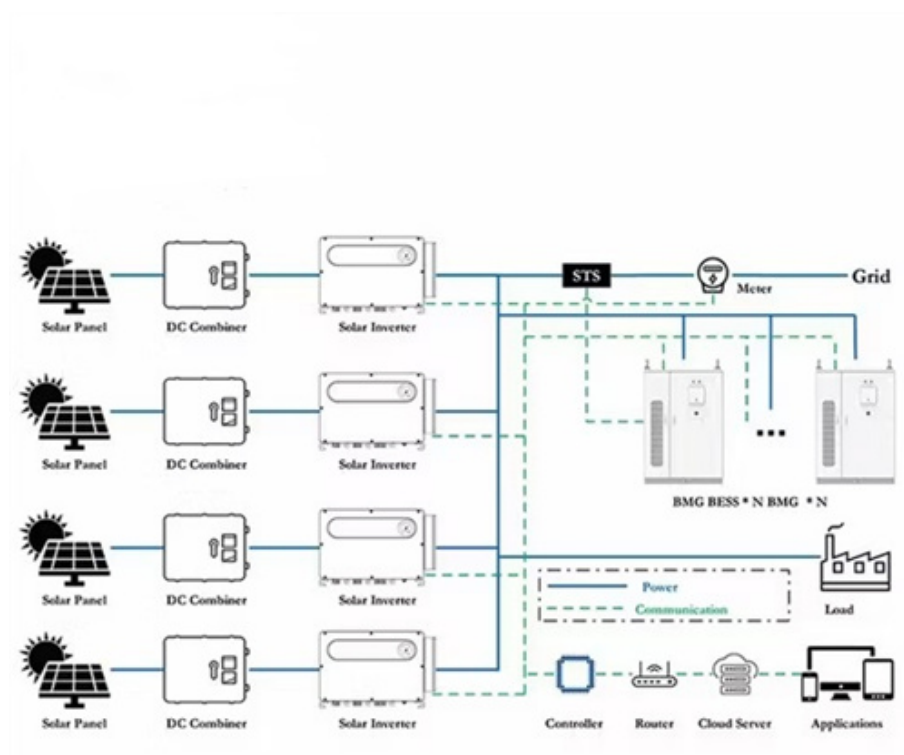 STS
Grid
Meter
Solar Panel
DC Combiner
Solar Inverter
Solar Panel
DC Combiner
Solar Inverter
BMG BESS * N BMG * N
Solar Panel
DC Combiner
Solar Inverter
Power
Communication
Load
Solar Panel
DC Combiner
Solar Inverter
Controller
Router
Cloud Server
Applications